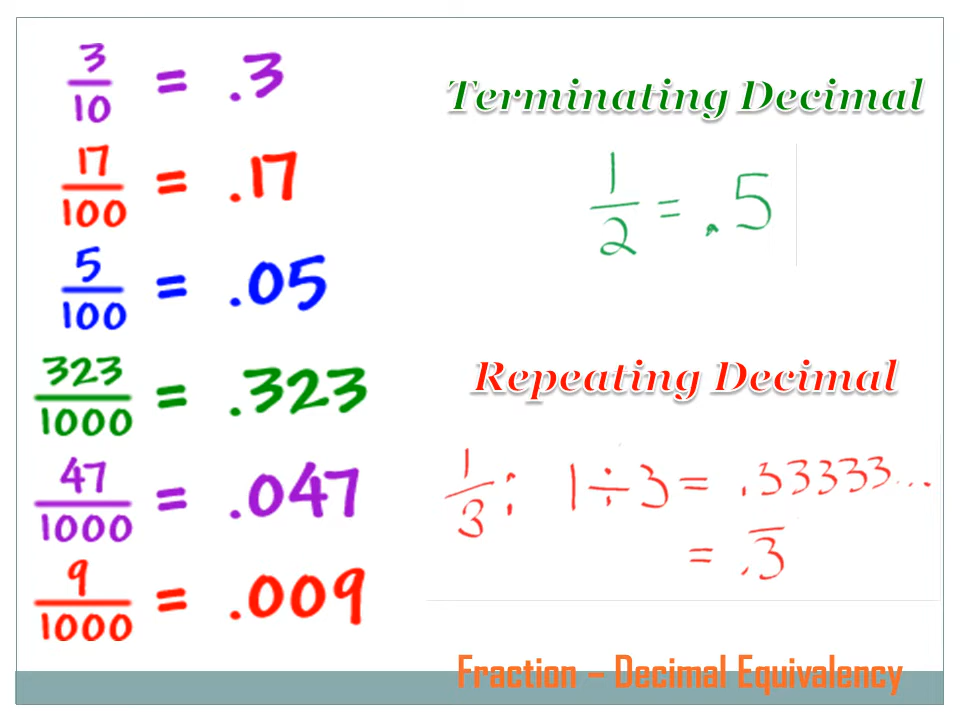 3/10 = .3
17/100 = .17
5/100 = .05
323/1000 = .323
47/1000 = .047
9/1000 = .009
Terminating Decimal
1/2 = .5
Repeating Decimal
1/3: 1÷3 = .33333...
= .3̅
Fraction – Decimal Equivalency